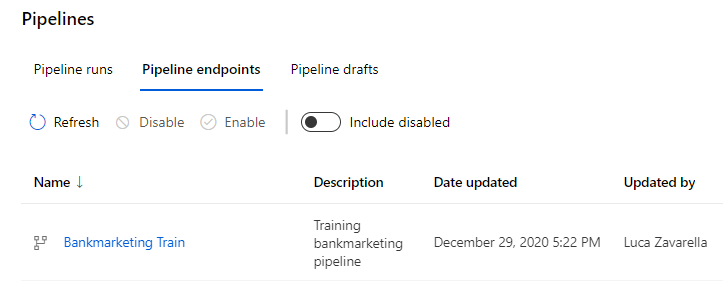 Pipelines
Pipeline runs Pipeline endpoints Pipeline drafts
Refresh Disable Enable Include disabled
Name ↓ Description Date updated Updated by
Training
Bankmarketing Train bankmarketing December 29, 2020 5:22 PM Luca Zavarella
pipeline